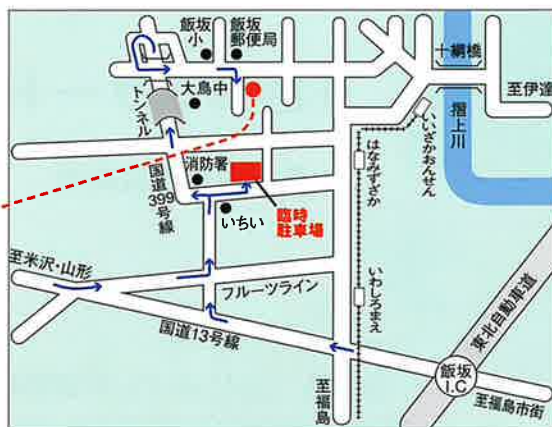 飯坂
小
飯坂
郵便局
十綱橋
至伊達
トンネル
大鳥中
摺上川
いいざかおんせん
はなみずざか
消防署
国道399号線
いちい
臨時
駐車場
至米沢・山形
フルーツライン
いわしろまえ
国道13号線
東北自動車道
至福島
飯坂
I.C
至福島市街